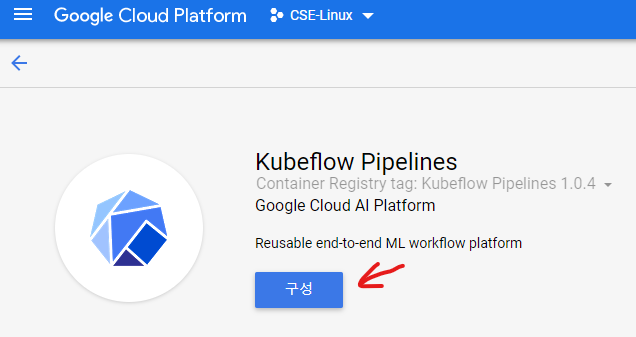 Google Cloud Platform CSE-Linux
Kubeflow Pipelines
Container Registry tag: Kubeflow Pipelines 1.0.4
Google Cloud AI Platform
Reusable end-to-end ML workflow platform
구성